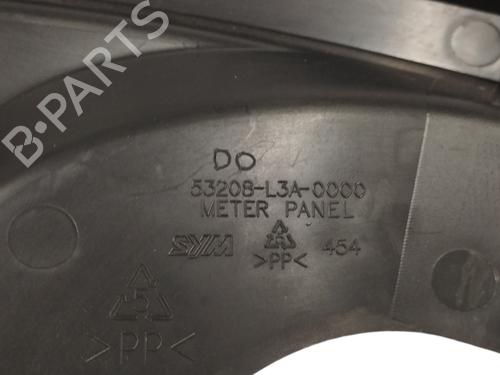 B-PARTS
DO
53208-L3A-0000
METER PANEL
SYM >PP< 454
5
>PP<